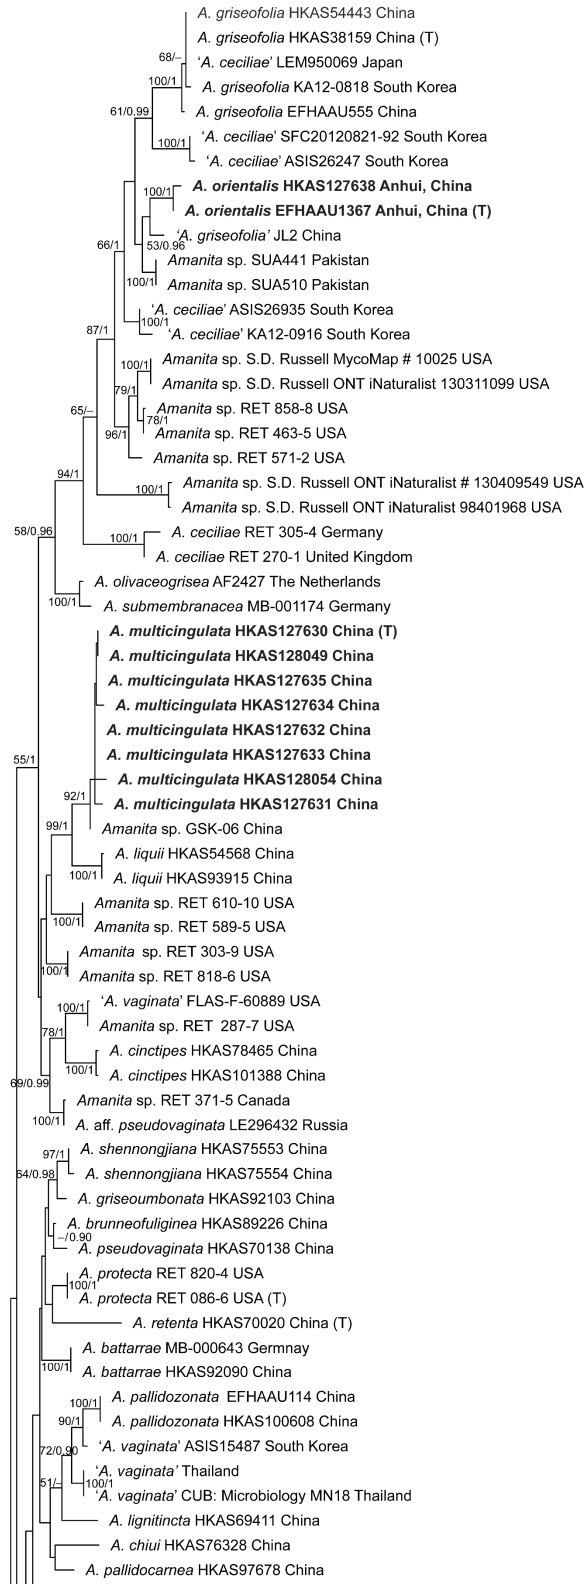 A. griseofolia HKAS54443 China
A. griseofolia HKAS38159 China (T)
68/–
'A. ceciliae' LEM950069 Japan
100/1
A. griseofolia KA12-0818 South Korea
61/0.99
A. griseofolia EFHAAU555 China
'A. ceciliae' SFC20120821-92 South Korea
100/1
'A. ceciliae' ASIS26247 South Korea
A. orientalis HKAS127638 Anhui, China
100/1
A. orientalis EFHAAU1367 Anhui, China (T)
'A. griseofolia' JL2 China
66/1
53/0.96
Amanita sp. SUA441 Pakistan
100/1
Amanita sp. SUA510 Pakistan
'A. ceciliae' ASIS26935 South Korea
100/1
87/1
'A. ceciliae' KA12-0916 South Korea
Amanita sp. S.D. Russell MycoMap # 10025 USA
100/1
Amanita sp. S.D. Russell ONT iNaturalist 130311099 USA
79/1
65/–
Amanita sp. RET 858-8 USA
78/1
Amanita sp. RET 463-5 USA
96/1
Amanita sp. RET 571-2 USA
94/1
Amanita sp. S.D. Russell ONT iNaturalist # 130409549 USA
100/1
Amanita sp. S.D. Russell ONT iNaturalist 98401968 USA
58/0.96
A. ceciliae RET 305-4 Germany
100/1
A. ceciliae RET 270-1 United Kingdom
A. olivaceogrisea AF2427 The Netherlands
100/1
A. submembranacea MB-001174 Germany
A. multicingulata HKAS127630 China (T)
A. multicingulata HKAS128049 China
A. multicingulata HKAS127635 China
A. multicingulata HKAS127634 China
A. multicingulata HKAS127632 China
55/1
A. multicingulata HKAS127633 China
A. multicingulata HKAS128054 China
92/1
A. multicingulata HKAS127631 China
99/1
Amanita sp. GSK-06 China
A. liquii HKAS54568 China
100/1
A. liquii HKAS93915 China
Amanita sp. RET 610-10 USA
100/1
Amanita sp. RET 589-5 USA
Amanita sp. RET 303-9 USA
100/1
Amanita sp. RET 818-6 USA
'A. vaginata' FLAS-F-60889 USA
100/1
Amanita sp. RET 287-7 USA
78/1
A. cinctipes HKAS78465 China
100/1
A. cinctipes HKAS101388 China
69/0.99
Amanita sp. RET 371-5 Canada
100/1
A. aff. pseudovaginata LE296432 Russia
A. shennongjiana HKAS75553 China
97/1
A. shennongjiana HKAS75554 China
64/0.98
A. griseoumbonata HKAS92103 China
A. brunneofuliginea HKAS89226 China
–/0.90
A. pseudovaginata HKAS70138 China
A. protecta RET 820-4 USA
100/1
A. protecta RET 086-6 USA (T)
A. retenta HKAS70020 China (T)
A. battarrae MB-000643 Germnay
100/1
A. battarrae HKAS92090 China
A. pallidozonata EFHAAU114 China
100/1
A. pallidozonata HKAS100608 China
90/1
'A. vaginata' ASIS15487 South Korea
72/0.90
'A. vaginata' Thailand
51/–
100/1
'A. vaginata' CUB: Microbiology MN18 Thailand
A. lignitincta HKAS69411 China
A. chiui HKAS76328 China
A. pallidocarnea HKAS97678 China